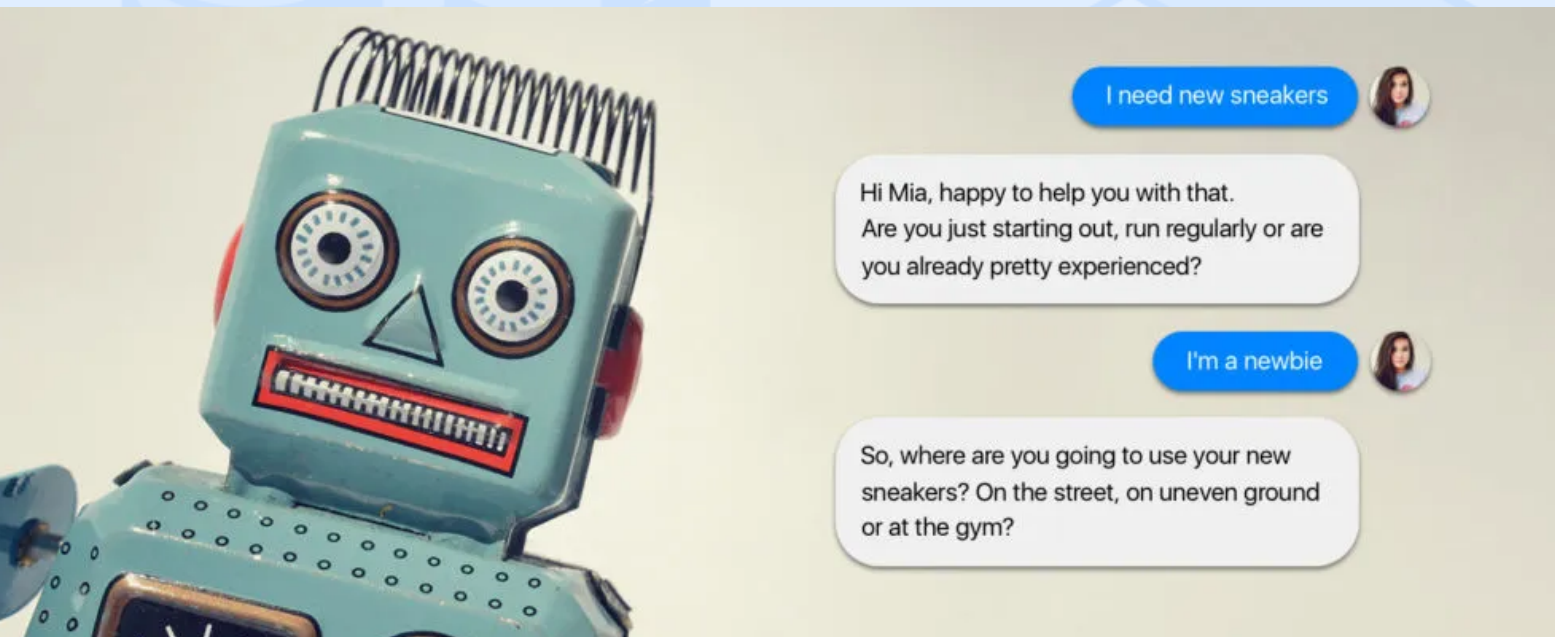 I need new sneakers
Hi Mia, happy to help you with that.
Are you just starting out, run regularly or are
you already pretty experienced?
I'm a newbie
So, where are you going to use your new
sneakers? On the street, on uneven ground
or at the gym?